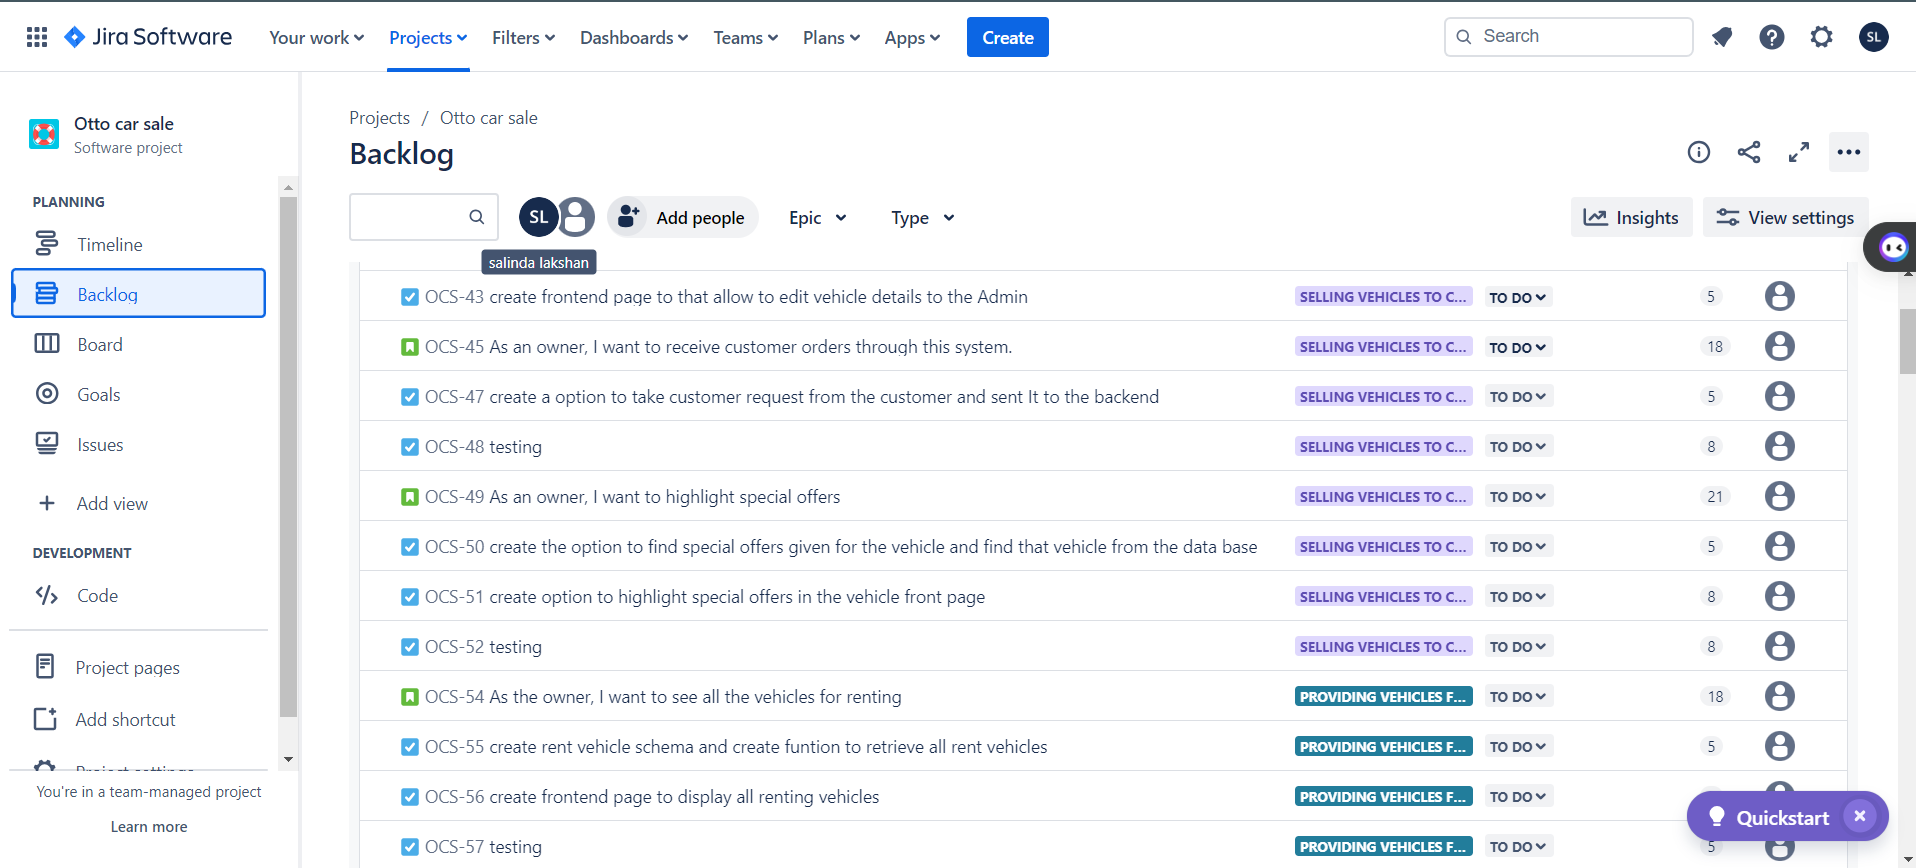 Jira Software Your work Projects Filters Dashboards Teams Plans Apps Create Search SL
Otto car sale
Software project
PLANNING
Timeline
Backlog
Board
Goals
Issues
Add view
DEVELOPMENT
Code
Project pages
Add shortcut
Project settings
You're in a team-managed project
Learn more
Projects / Otto car sale
Backlog
SL Add people Epic Type Insights View settings
salinda lakshan
OCS-43 create frontend page to that allow to edit vehicle details to the Admin SELLING VEHICLES TO C... TO DO 5
OCS-45 As an owner, I want to receive customer orders through this system. SELLING VEHICLES TO C... TO DO 18
OCS-47 create a option to take customer request from the customer and sent It to the backend SELLING VEHICLES TO C... TO DO 5
OCS-48 testing SELLING VEHICLES TO C... TO DO 8
OCS-49 As an owner, I want to highlight special offers SELLING VEHICLES TO C... TO DO 21
OCS-50 create the option to find special offers given for the vehicle and find that vehicle from the data base SELLING VEHICLES TO C... TO DO 5
OCS-51 create option to highlight special offers in the vehicle front page SELLING VEHICLES TO C... TO DO 8
OCS-52 testing SELLING VEHICLES TO C... TO DO 8
OCS-54 As the owner, I want to see all the vehicles for renting PROVIDING VEHICLES F... TO DO 18
OCS-55 create rent vehicle schema and create funtion to retrieve all rent vehicles PROVIDING VEHICLES F... TO DO 5
OCS-56 create frontend page to display all renting vehicles PROVIDING VEHICLES F... TO DO
Quickstart
OCS-57 testing PROVIDING VEHICLES F... TO DO 5